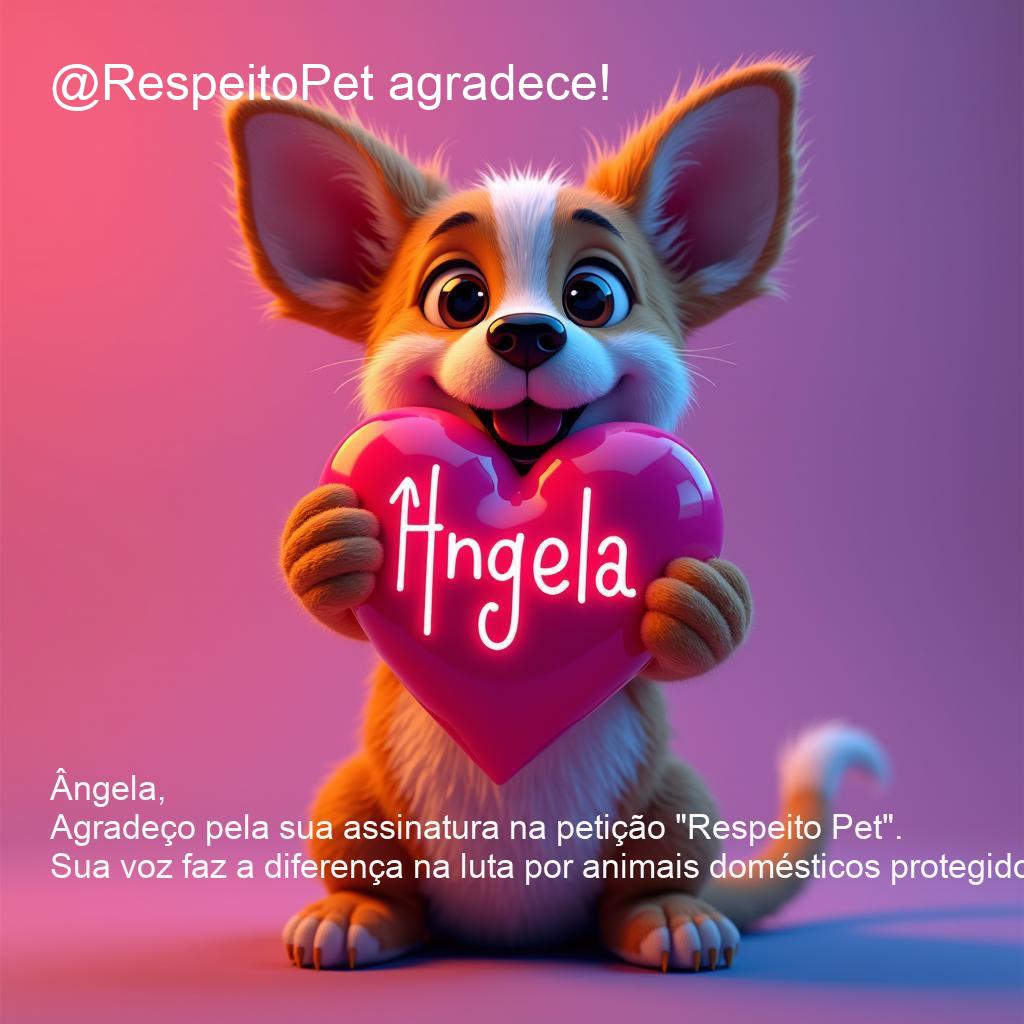 @RespeitoPet agradece!
Ângela
Ângela,
Agradeço pela sua assinatura na petição "Respeito Pet".
Sua voz faz a diferença na luta por animais domésticos protegido